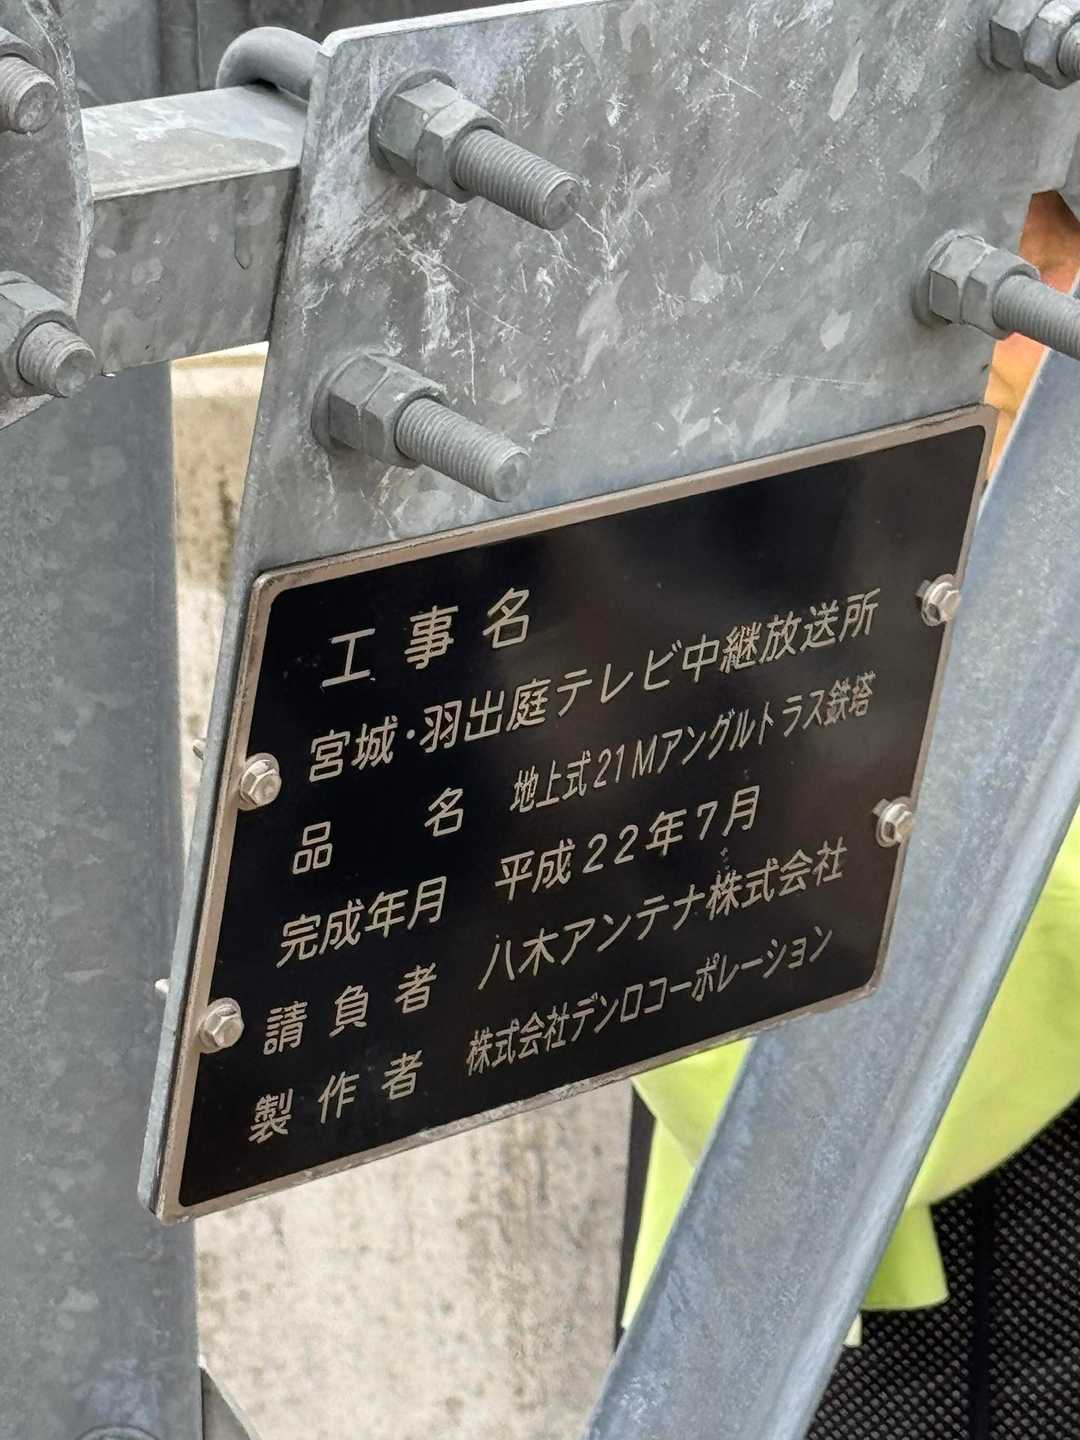 工事名
宮城・羽出庭テレビ中継放送所
品名 地上式21Mアングルトラス鉄塔
完成年月 平成22年7月
請負者 八木アンテナ株式会社
製作者 株式会社デンロコーポレーション